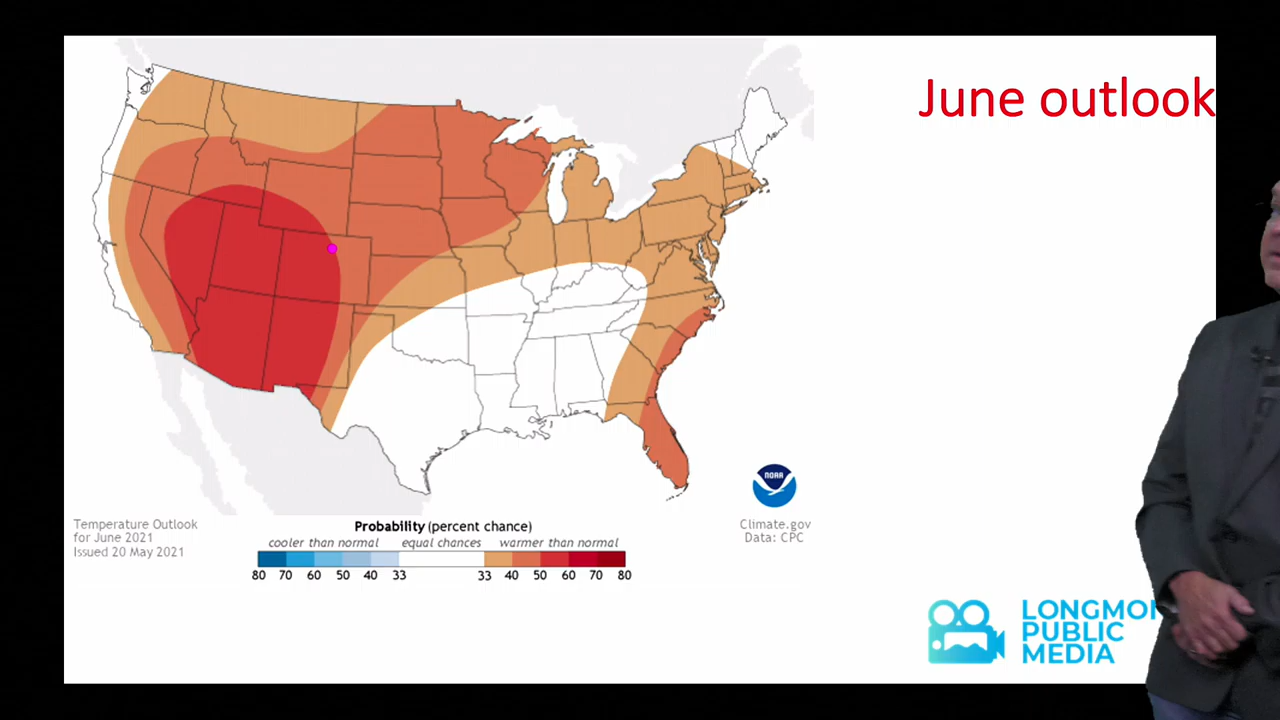 June outlook
NOAA
Temperature Outlook
for June 2021
Issued 20 May 2021
Probability (percent chance)
cooler than normal equal chances warmer than normal
80 70 60 50 40 33 33 40 50 60 70 80
Climate.gov
Data: CPC
LONGMO
PUBLIC
MEDIA